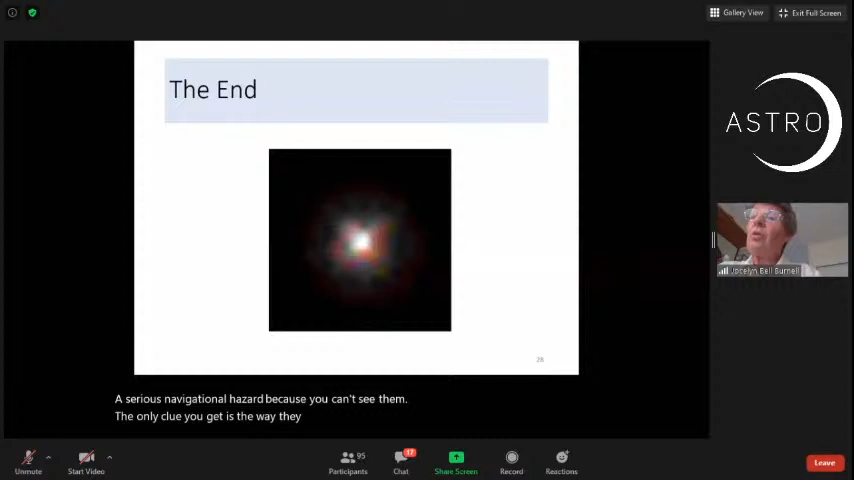 Gallery View
Exit Full Screen
The End
ASTRO
Jocelyn Bell Burnell
28
A serious navigational hazard because you can't see them.
The only clue you get is the way they
Unmute
Start Video
95
Participants
17
Chat
Share Screen
Record
Reactions
Leave